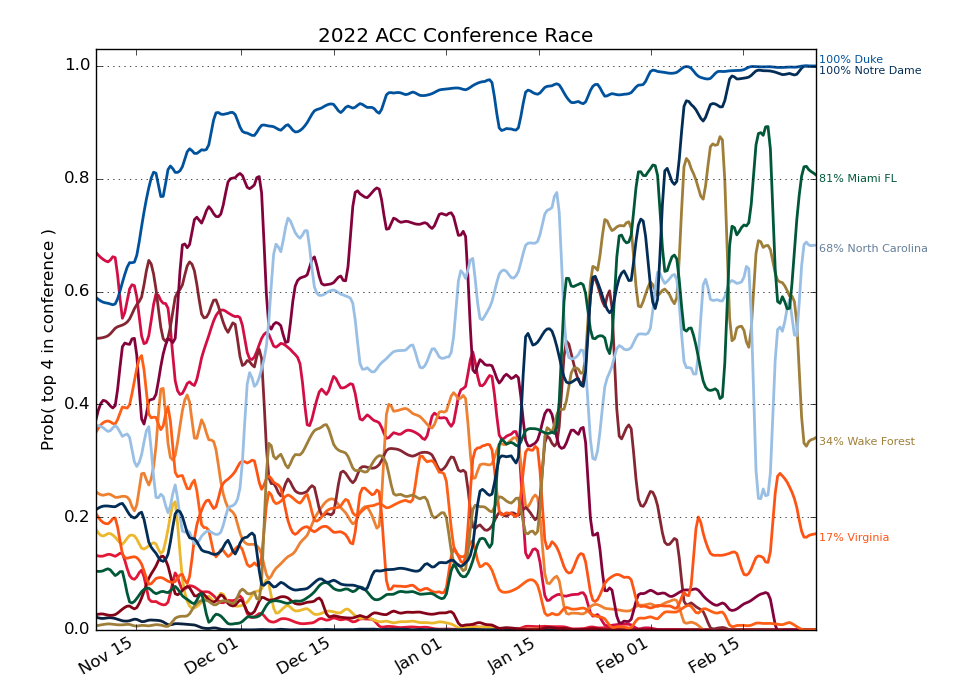 2022 ACC Conference Race
Prob( top 4 in conference )
1.0
0.8
0.6
0.4
0.2
0.0
Nov 15
Dec 01
Dec 15
Jan 01
Jan 15
Feb 01
Feb 15
100% Duke
100% Notre Dame
81% Miami FL
68% North Carolina
34% Wake Forest
17% Virginia